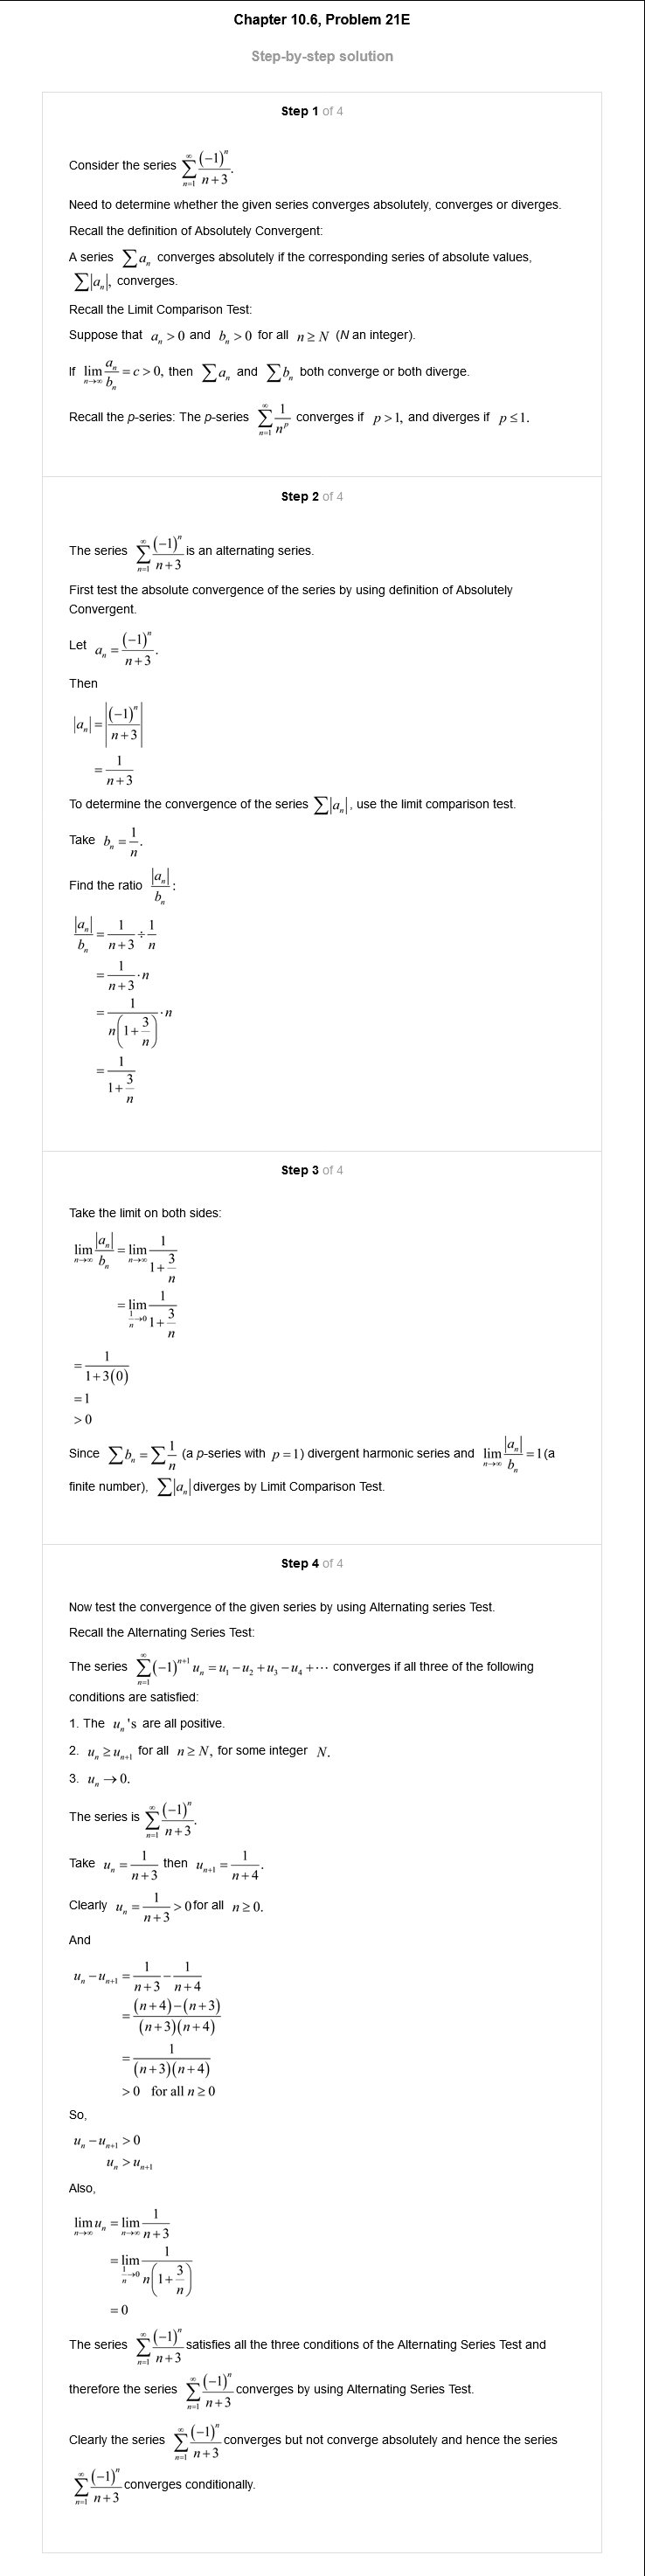 Chapter 10.6, Problem 21E
Step-by-step solution
Step 1 of 4
Consider the series $\sum_{n=1}^{\infty} \frac{(-1)^n}{n+3}$.
Need to determine whether the given series converges absolutely, converges or diverges.
Recall the definition of Absolutely Convergent:
A series $\sum a_n$ converges absolutely if the corresponding series of absolute values,
$\sum |a_n|$, converges.
Recall the Limit Comparison Test:
Suppose that $a_n > 0$ and $b_n > 0$ for all $n \geq N$ (N an integer).
If $\lim_{n\to\infty} \frac{a_n}{b_n} = c > 0$, then $\sum a_n$ and $\sum b_n$ both converge or both diverge.
Recall the p-series: The p-series $\sum_{n=1}^{\infty} \frac{1}{n^p}$ converges if $p > 1$, and diverges if $p \leq 1$.
Step 2 of 4
The series $\sum_{n=1}^{\infty} \frac{(-1)^n}{n+3}$ is an alternating series.
First test the absolute convergence of the series by using definition of Absolutely
Convergent.
Let $a_n = \frac{(-1)^n}{n+3}$.
Then
$|a_n| = \left| \frac{(-1)^n}{n+3} \right|$
$= \frac{1}{n+3}$
To determine the convergence of the series $\sum |a_n|$, use the limit comparison test.
Take $b_n = \frac{1}{n}$.
Find the ratio $\frac{|a_n|}{b_n}$:
$\frac{|a_n|}{b_n} = \frac{1}{n+3} \div \frac{1}{n}$
$= \frac{1}{n+3} \cdot n$
$= \frac{1}{n\left(1+\frac{3}{n}\right)} \cdot n$
$= \frac{1}{1+\frac{3}{n}}$
Step 3 of 4
Take the limit on both sides:
$\lim_{n\to\infty} \frac{|a_n|}{b_n} = \lim_{n\to\infty} \frac{1}{1+\frac{3}{n}}$
$= \lim_{\frac{1}{n}\to 0} \frac{1}{1+\frac{3}{n}}$
$= \frac{1}{1+3(0)}$
$= 1$
$> 0$
Since $\sum b_n = \sum \frac{1}{n}$ (a p-series with $p = 1$) divergent harmonic series and $\lim_{n\to\infty} \frac{|a_n|}{b_n} = 1$ (a
finite number), $\sum |a_n|$ diverges by Limit Comparison Test.
Step 4 of 4
Now test the convergence of the given series by using Alternating series Test.
Recall the Alternating Series Test:
The series $\sum_{n=1}^{\infty} (-1)^{n+1} u_n = u_1 - u_2 + u_3 - u_4 + \cdots$ converges if all three of the following
conditions are satisfied:
1. The $u_n$'s are all positive.
2. $u_n \geq u_{n+1}$ for all $n \geq N$, for some integer $N$.
3. $u_n \to 0$.
The series is $\sum_{n=1}^{\infty} \frac{(-1)^n}{n+3}$.
Take $u_n = \frac{1}{n+3}$ then $u_{n+1} = \frac{1}{n+4}$.
Clearly $u_n = \frac{1}{n+3} > 0$ for all $n \geq 0$.
And
$u_n - u_{n+1} = \frac{1}{n+3} - \frac{1}{n+4}$
$= \frac{(n+4)-(n+3)}{(n+3)(n+4)}$
$= \frac{1}{(n+3)(n+4)}$
$> 0$ for all $n \geq 0$
So,
$u_n - u_{n+1} > 0$
$u_n > u_{n+1}$
Also,
$\lim_{n\to\infty} u_n = \lim_{n\to\infty} \frac{1}{n+3}$
$= \lim_{\frac{1}{n}\to 0} \frac{1}{n\left(1+\frac{3}{n}\right)}$
$= 0$
The series $\sum_{n=1}^{\infty} \frac{(-1)^n}{n+3}$ satisfies all the three conditions of the Alternating Series Test and
therefore the series $\sum_{n=1}^{\infty} \frac{(-1)^n}{n+3}$ converges by using Alternating Series Test.
Clearly the series $\sum_{n=1}^{\infty} \frac{(-1)^n}{n+3}$ converges but not converge absolutely and hence the series
$\sum_{n=1}^{\infty} \frac{(-1)^n}{n+3}$ converges conditionally.